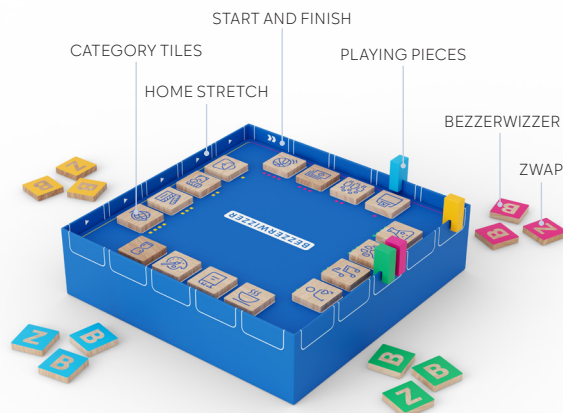 START AND FINISH
CATEGORY TILES
PLAYING PIECES
HOME STRETCH
BEZZERWIZZER
ZWAP
BEZZERWIZZER
B
Z
B
B
B
Z
Z
B
B
B
B
Z